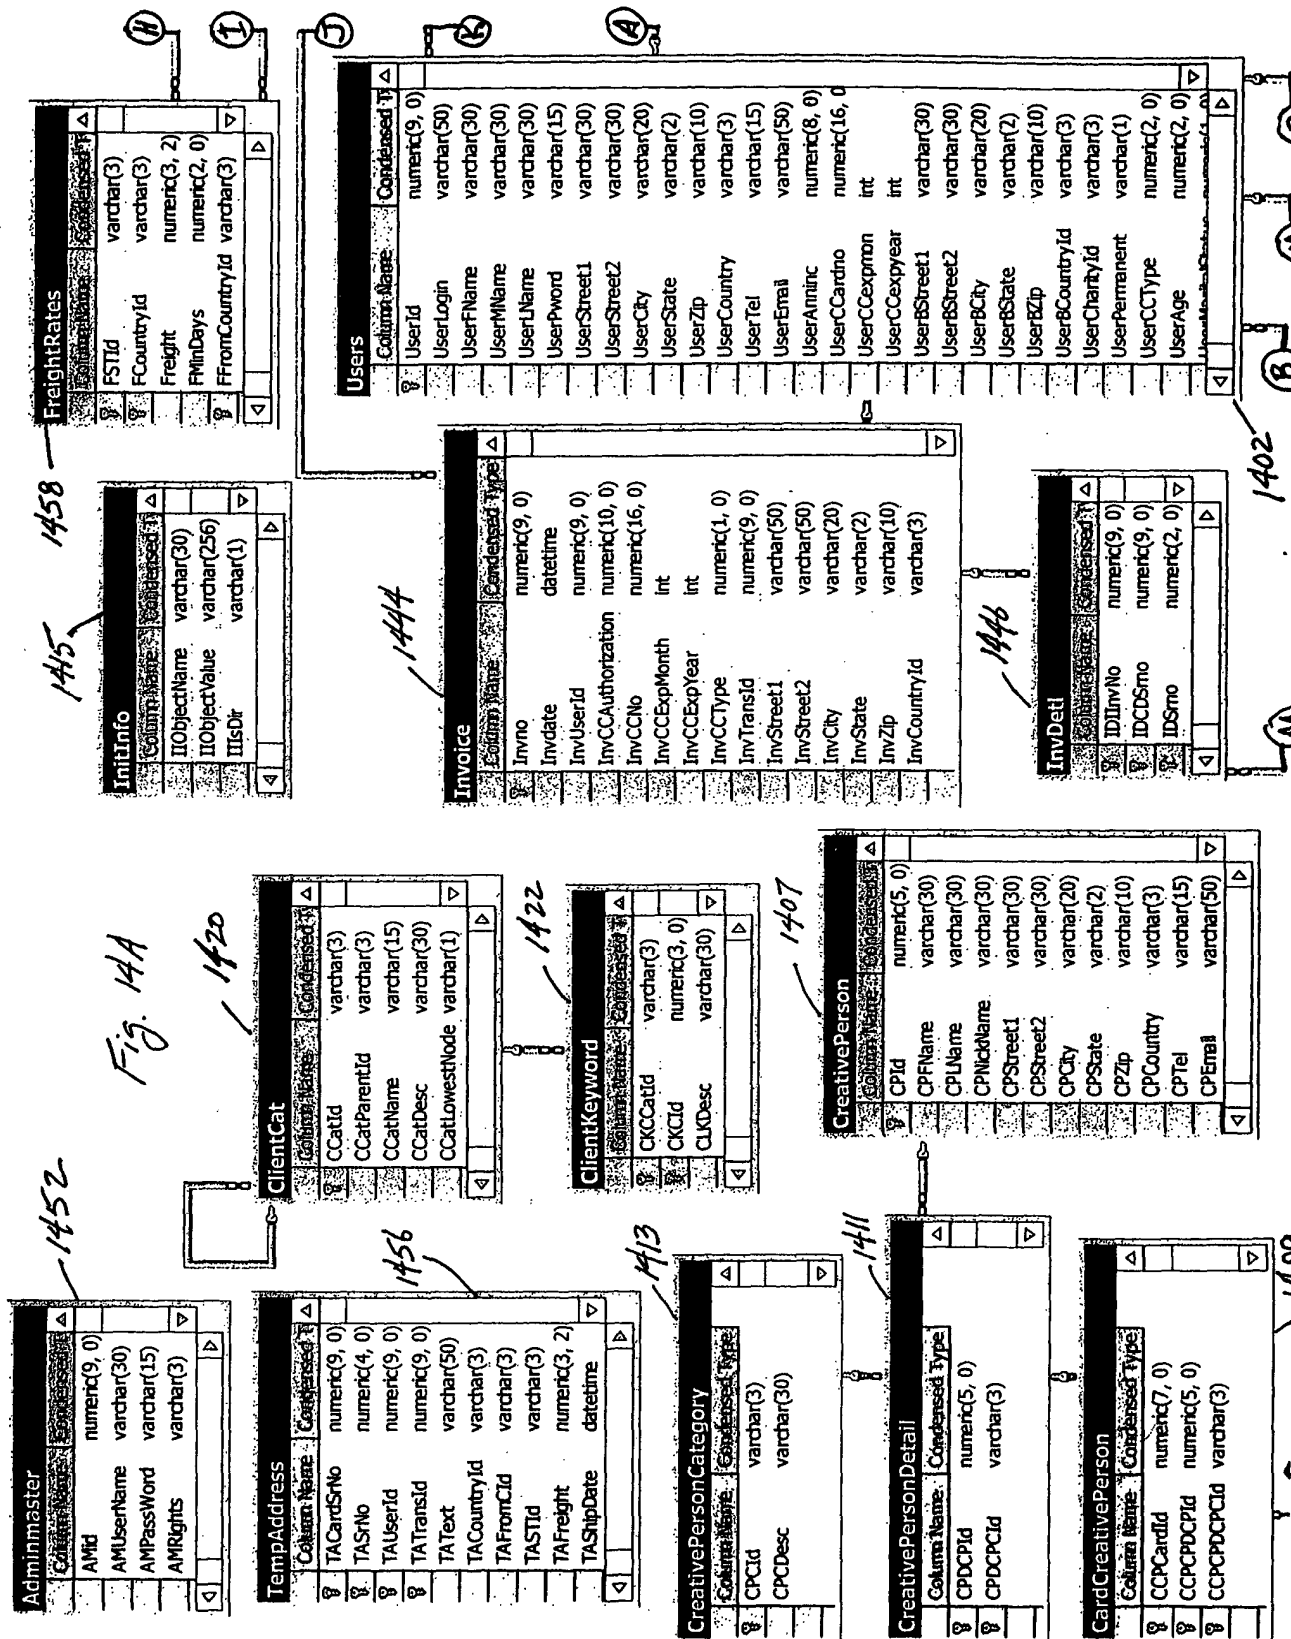 Fig. 14A
1452
Adminmaster
Column Name Condensed T
AMid numeric(9, 0)
AMUserName varchar(30)
AMPassWord varchar(15)
AMRights varchar(3)
1456
TempAddress
Column Name Condensed T
TACardSrNo numeric(9, 0)
TASrNo numeric(4, 0)
TAUserId numeric(9, 0)
TATransId numeric(9, 0)
TAText varchar(50)
TACountryId varchar(3)
TAFromCId varchar(3)
TASTId varchar(3)
TAFreight numeric(3, 2)
TAShipDate datetime
1413
CreativePersonCategory
Column Name Condensed Type
CPCId varchar(3)
CPCDesc varchar(30)
1411
CreativePersonDetail
Column Name Condensed Type
CPDCPId numeric(5, 0)
CPDCPCId varchar(3)
CardCreativePerson
Column Name Condensed Type
CCPCardId numeric(7, 0)
CCPCPDCPId numeric(5, 0)
CCPCPDCPCId varchar(3)
1420
ClientCat
Column Name Condensed T
CCatId varchar(3)
CCatParentId varchar(3)
CCatName varchar(15)
CCatDesc varchar(30)
CCatLowestNode varchar(1)
1422
ClientKeyword
Column Name Condensed T
CKCCatId varchar(3)
CKCId numeric(3, 0)
CLKDesc varchar(30)
1407
CreativePerson
Column Name Condensed T
CPId numeric(5, 0)
CPFName varchar(30)
CPLName varchar(30)
CPNickName varchar(30)
CPStreet1 varchar(30)
CPStreet2 varchar(30)
CPCity varchar(20)
CPState varchar(2)
CPZip varchar(10)
CPCountry varchar(3)
CPTel varchar(15)
CPEmail varchar(50)
1415
InitInfo
Column Name Condensed T
IIObjectName varchar(30)
IIObjectValue varchar(256)
IIIsDir varchar(1)
1444
Invoice
Column Name Condensed Type
Invno numeric(9, 0)
Invdate datetime
InvUserId numeric(9, 0)
InvCCAuthorization numeric(10, 0)
InvCCNo numeric(16, 0)
InvCCExpMonth int
InvCCExpYear int
InvCCType numeric(1, 0)
InvTransId numeric(9, 0)
InvStreet1 varchar(50)
InvStreet2 varchar(50)
InvCity varchar(20)
InvState varchar(2)
InvZip varchar(10)
InvCountryId varchar(3)
1446
InvDetl
Column Name Condensed T
IDIInvNo numeric(9, 0)
IDCDSrno numeric(9, 0)
IDSrno numeric(2, 0)
1458
FreightRates
Column Name Condensed
FSTId varchar(3)
FCountryId varchar(3)
Freight numeric(3, 2)
FMinDays numeric(2, 0)
FFromCountryId varchar(3)
H
I
J
K
A
Users
Column Name Condensed T
UserId numeric(9, 0)
UserLogin varchar(50)
UserFName varchar(30)
UserMName varchar(30)
UserLName varchar(30)
UserPword varchar(15)
UserStreet1 varchar(30)
UserStreet2 varchar(30)
UserCity varchar(20)
UserState varchar(2)
UserZip varchar(10)
UserCountry varchar(3)
UserTel varchar(15)
UserEmail varchar(50)
UserAnninc numeric(8, 0)
UserCCardno numeric(16, 0
UserCCexpmon int
UserCCexpyear int
UserBStreet1 varchar(30)
UserBStreet2 varchar(30)
UserBCity varchar(20)
UserBState varchar(2)
UserBZip varchar(10)
UserBCountryId varchar(3)
UserCharityId varchar(3)
UserPermanent varchar(1)
UserCCType numeric(2, 0)
UserAge numeric(2, 0)
1402
B